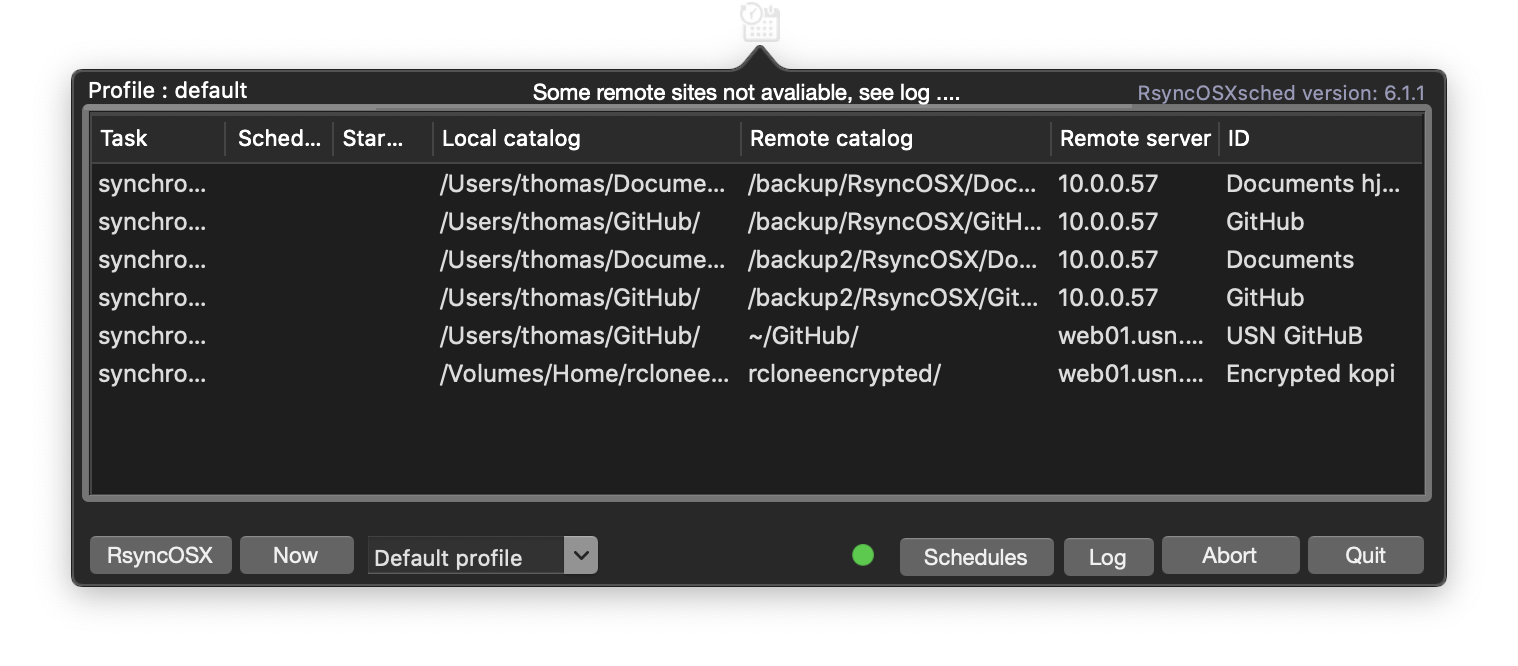 Profile : default Some remote sites not avaliable, see log .... RsyncOSXsched version: 6.1.1
Task Sched... Star... Local catalog Remote catalog Remote server ID
synchro... /Users/thomas/Docume... /backup/RsyncOSX/Doc... 10.0.0.57 Documents hj...
synchro... /Users/thomas/GitHub/ /backup/RsyncOSX/GitH... 10.0.0.57 GitHub
synchro... /Users/thomas/Docume... /backup2/RsyncOSX/Do... 10.0.0.57 Documents
synchro... /Users/thomas/GitHub/ /backup2/RsyncOSX/Git... 10.0.0.57 GitHub
synchro... /Users/thomas/GitHub/ ~/GitHub/ web01.usn.... USN GitHuB
synchro... /Volumes/Home/rclonee... rcloneencrypted/ web01.usn.... Encrypted kopi
RsyncOSX Now Default profile Schedules Log Abort Quit